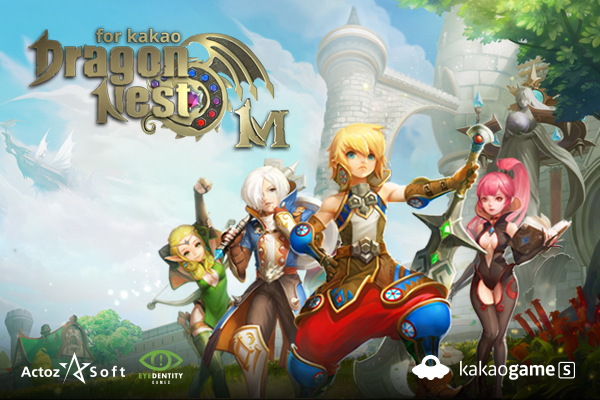 for kakao
Dragon
Nest
M
Actoz Soft
EYEDENTITY
GAMES
kakaogames